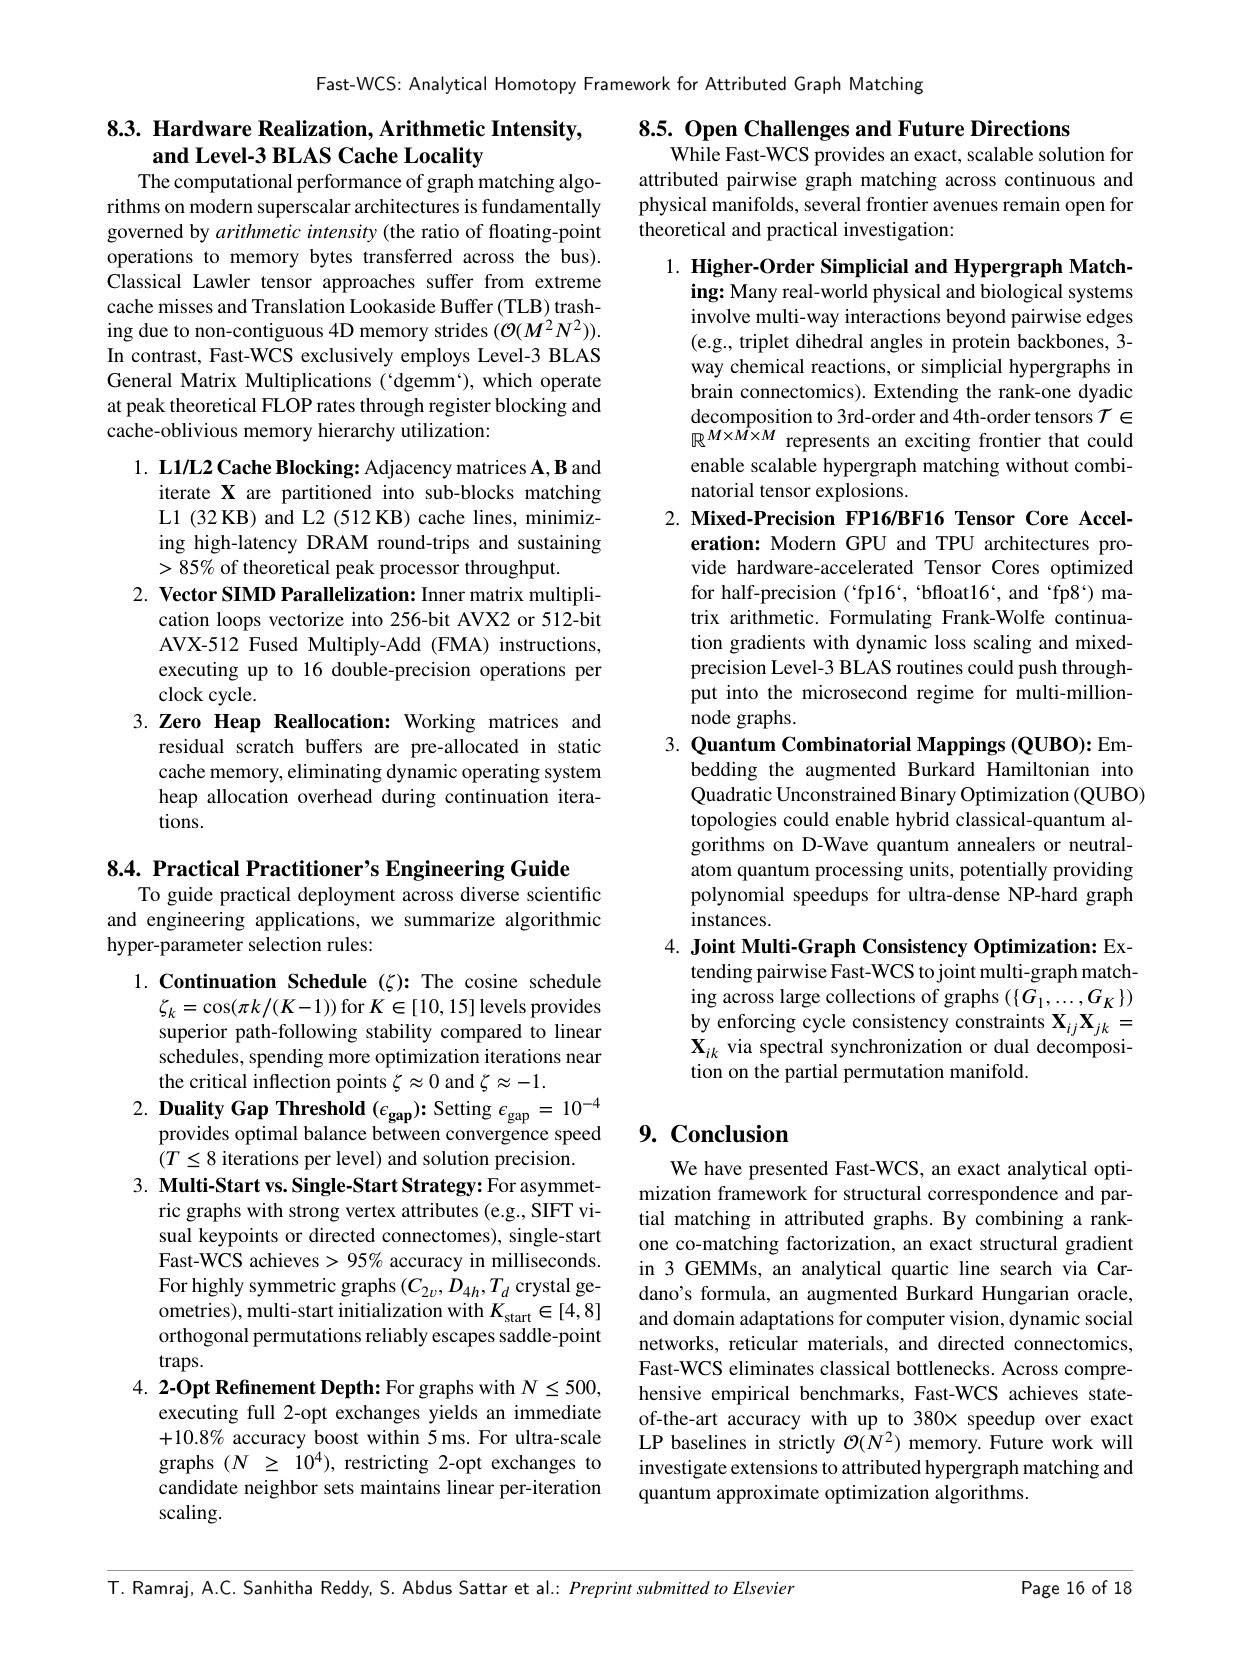 Fast-WCS: Analytical Homotopy Framework for Attributed Graph Matching
8.3. Hardware Realization, Arithmetic Intensity,
and Level-3 BLAS Cache Locality
The computational performance of graph matching algo-
rithms on modern superscalar architectures is fundamentally
governed by arithmetic intensity (the ratio of floating-point
operations to memory bytes transferred across the bus).
Classical Lawler tensor approaches suffer from extreme
cache misses and Translation Lookaside Buffer (TLB) trash-
ing due to non-contiguous 4D memory strides (𝒪(M²N²)).
In contrast, Fast-WCS exclusively employs Level-3 BLAS
General Matrix Multiplications (‘dgemm‘), which operate
at peak theoretical FLOP rates through register blocking and
cache-oblivious memory hierarchy utilization:
1. L1/L2 Cache Blocking: Adjacency matrices A, B and
iterate X are partitioned into sub-blocks matching
L1 (32 KB) and L2 (512 KB) cache lines, minimiz-
ing high-latency DRAM round-trips and sustaining
> 85% of theoretical peak processor throughput.
2. Vector SIMD Parallelization: Inner matrix multipli-
cation loops vectorize into 256-bit AVX2 or 512-bit
AVX-512 Fused Multiply-Add (FMA) instructions,
executing up to 16 double-precision operations per
clock cycle.
3. Zero Heap Reallocation: Working matrices and
residual scratch buffers are pre-allocated in static
cache memory, eliminating dynamic operating system
heap allocation overhead during continuation itera-
tions.
8.4. Practical Practitioner’s Engineering Guide
To guide practical deployment across diverse scientific
and engineering applications, we summarize algorithmic
hyper-parameter selection rules:
1. Continuation Schedule (ζ): The cosine schedule
ζₖ = cos(πk/(K−1)) for K ∈ [10, 15] levels provides
superior path-following stability compared to linear
schedules, spending more optimization iterations near
the critical inflection points ζ ≈ 0 and ζ ≈ −1.
2. Duality Gap Threshold (ϵ_gap): Setting ϵ_gap = 10⁻⁴
provides optimal balance between convergence speed
(T ≤ 8 iterations per level) and solution precision.
3. Multi-Start vs. Single-Start Strategy: For asymmet-
ric graphs with strong vertex attributes (e.g., SIFT vi-
sual keypoints or directed connectomes), single-start
Fast-WCS achieves > 95% accuracy in milliseconds.
For highly symmetric graphs (C_2v, D_4h, T_d crystal ge-
ometries), multi-start initialization with K_start ∈ [4, 8]
orthogonal permutations reliably escapes saddle-point
traps.
4. 2-Opt Refinement Depth: For graphs with N ≤ 500,
executing full 2-opt exchanges yields an immediate
+10.8% accuracy boost within 5 ms. For ultra-scale
graphs (N ≥ 10⁴), restricting 2-opt exchanges to
candidate neighbor sets maintains linear per-iteration
scaling.
8.5. Open Challenges and Future Directions
While Fast-WCS provides an exact, scalable solution for
attributed pairwise graph matching across continuous and
physical manifolds, several frontier avenues remain open for
theoretical and practical investigation:
1. Higher-Order Simplicial and Hypergraph Match-
ing: Many real-world physical and biological systems
involve multi-way interactions beyond pairwise edges
(e.g., triplet dihedral angles in protein backbones, 3-
way chemical reactions, or simplicial hypergraphs in
brain connectomics). Extending the rank-one dyadic
decomposition to 3rd-order and 4th-order tensors 𝒯 ∈
ℝ^{M×M×M} represents an exciting frontier that could
enable scalable hypergraph matching without combi-
natorial tensor explosions.
2. Mixed-Precision FP16/BF16 Tensor Core Accel-
eration: Modern GPU and TPU architectures pro-
vide hardware-accelerated Tensor Cores optimized
for half-precision (‘fp16‘, ‘bfloat16‘, and ‘fp8‘) ma-
trix arithmetic. Formulating Frank-Wolfe continua-
tion gradients with dynamic loss scaling and mixed-
precision Level-3 BLAS routines could push through-
put into the microsecond regime for multi-million-
node graphs.
3. Quantum Combinatorial Mappings (QUBO): Em-
bedding the augmented Burkard Hamiltonian into
Quadratic Unconstrained Binary Optimization (QUBO)
topologies could enable hybrid classical-quantum al-
gorithms on D-Wave quantum annealers or neutral-
atom quantum processing units, potentially providing
polynomial speedups for ultra-dense NP-hard graph
instances.
4. Joint Multi-Graph Consistency Optimization: Ex-
tending pairwise Fast-WCS to joint multi-graph match-
ing across large collections of graphs ({G₁, … , G_K})
by enforcing cycle consistency constraints X_ij X_jk =
X_ik via spectral synchronization or dual decomposi-
tion on the partial permutation manifold.
9. Conclusion
We have presented Fast-WCS, an exact analytical opti-
mization framework for structural correspondence and par-
tial matching in attributed graphs. By combining a rank-
one co-matching factorization, an exact structural gradient
in 3 GEMMs, an analytical quartic line search via Car-
dano’s formula, an augmented Burkard Hungarian oracle,
and domain adaptations for computer vision, dynamic social
networks, reticular materials, and directed connectomics,
Fast-WCS eliminates classical bottlenecks. Across compre-
hensive empirical benchmarks, Fast-WCS achieves state-
of-the-art accuracy with up to 380× speedup over exact
LP baselines in strictly 𝒪(N²) memory. Future work will
investigate extensions to attributed hypergraph matching and
quantum approximate optimization algorithms.
T. Ramraj, A.C. Sanhitha Reddy, S. Abdus Sattar et al.: Preprint submitted to Elsevier
Page 16 of 18